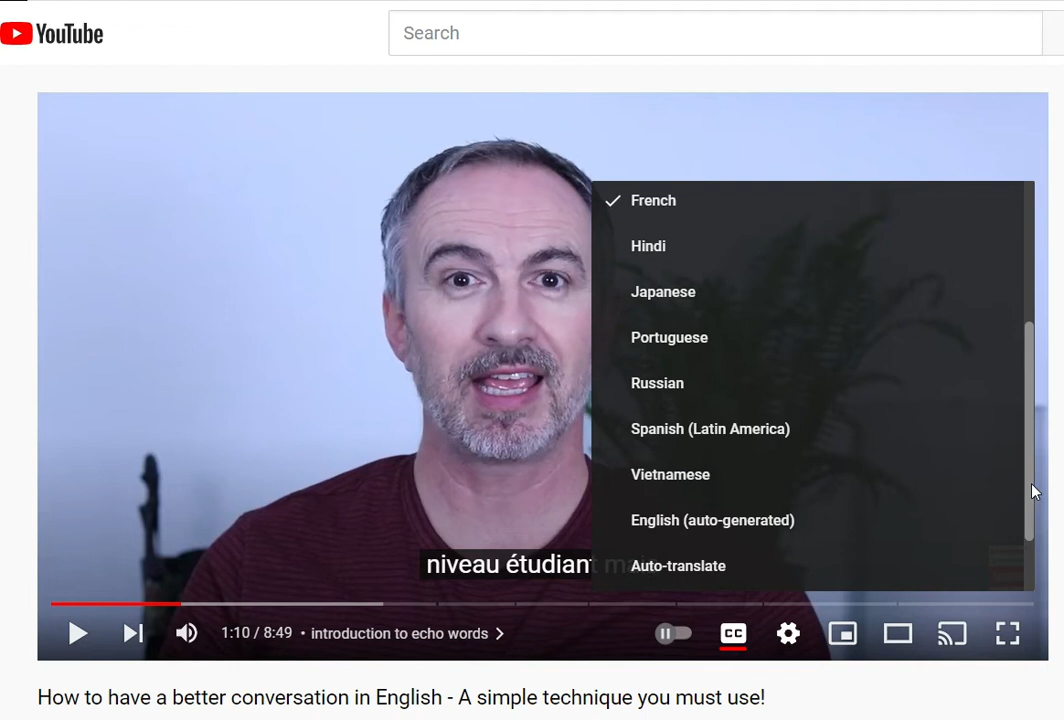 YouTube
Search
French
Hindi
Japanese
Portuguese
Russian
Spanish (Latin America)
Vietnamese
English (auto-generated)
Auto-translate
niveau étudiant mais
1:10 / 8:49 • introduction to echo words >
CC
How to have a better conversation in English - A simple technique you must use!